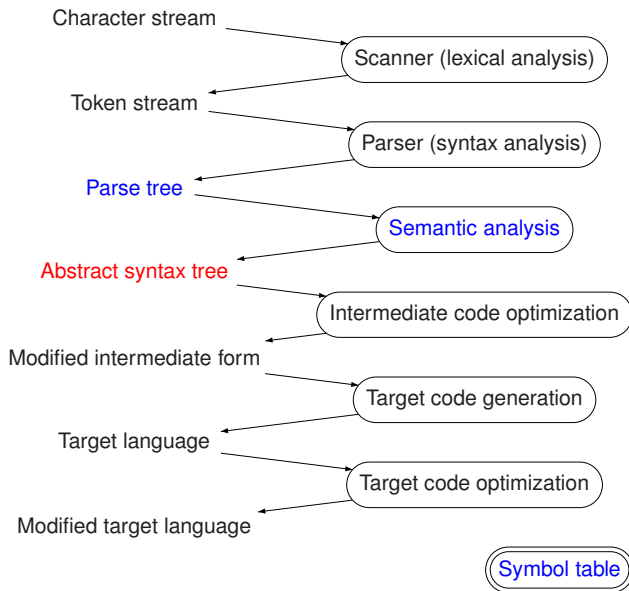 Character stream
Scanner (lexical analysis)
Token stream
Parser (syntax analysis)
Parse tree
Semantic analysis
Abstract syntax tree
Intermediate code optimization
Modified intermediate form
Target code generation
Target language
Target code optimization
Modified target language
Symbol table